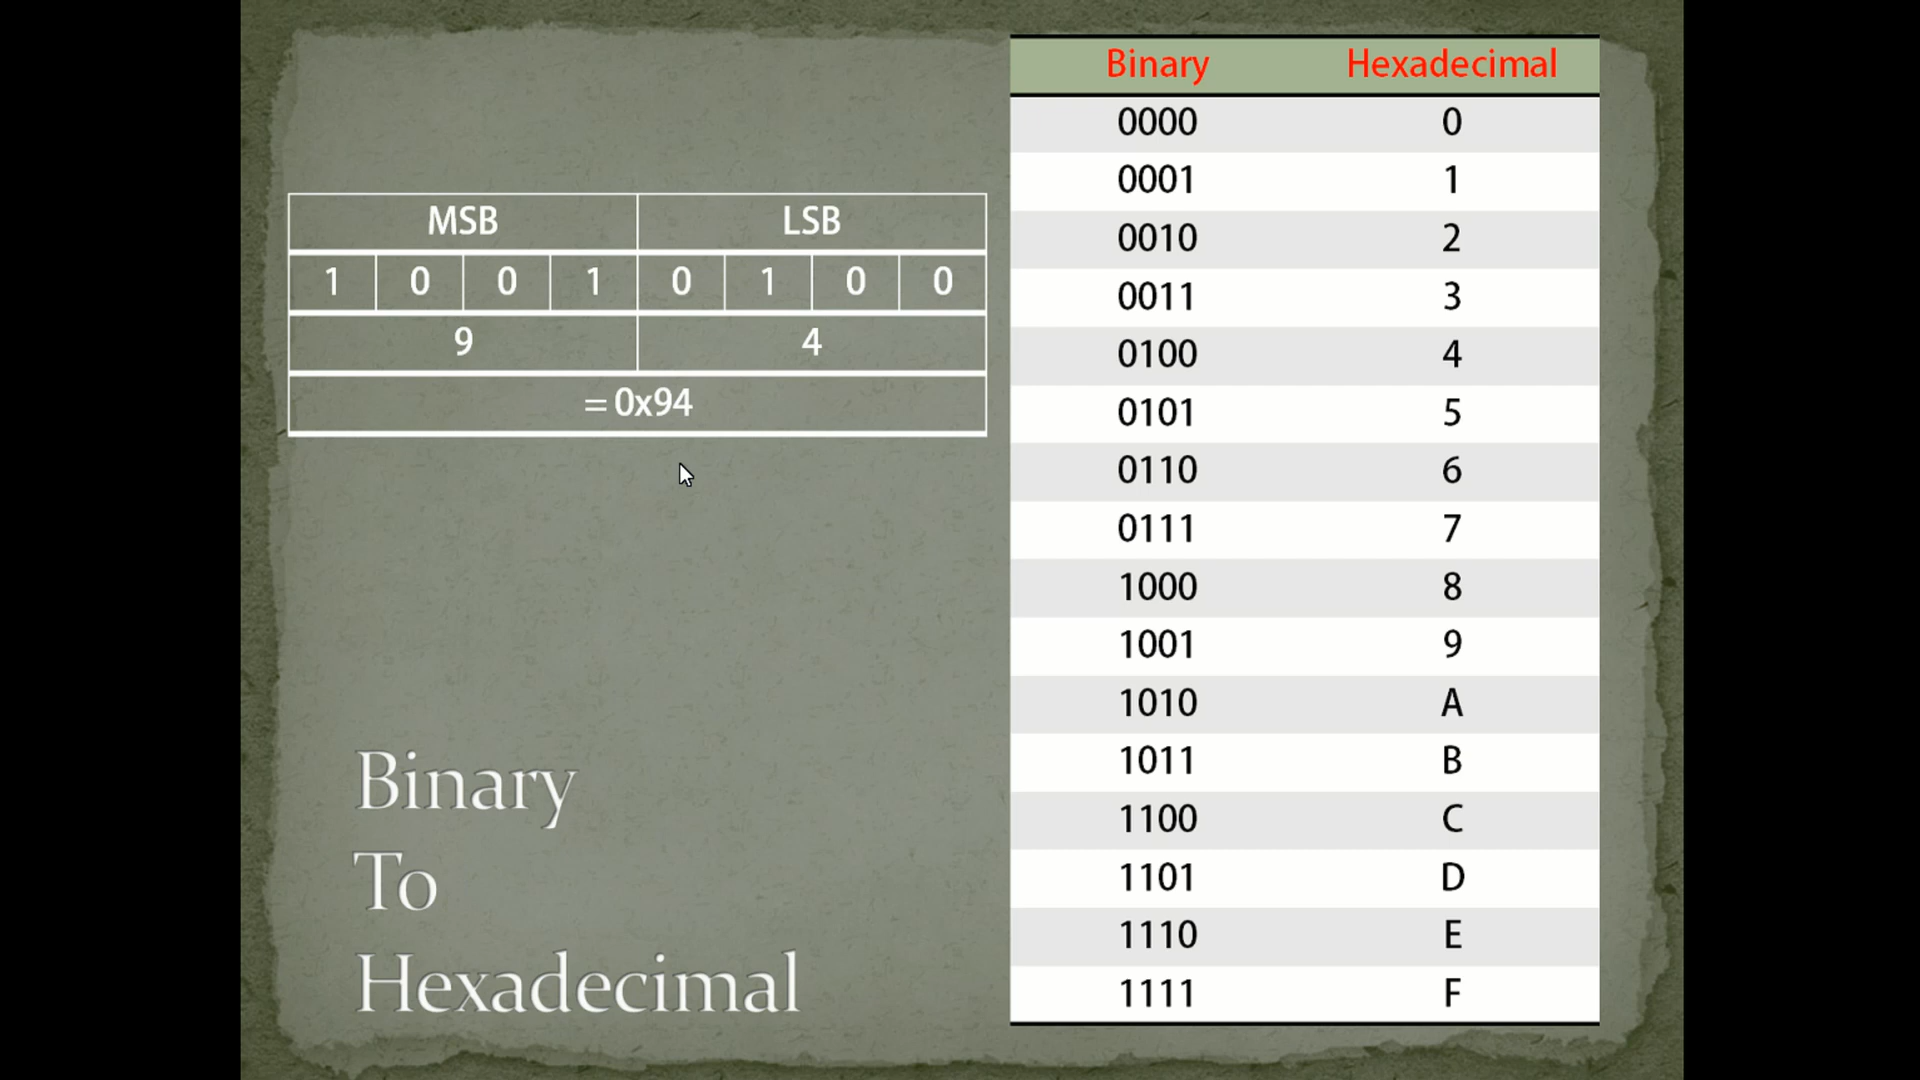 MSB LSB
1 0 0 1 0 1 0 0
9 4
= 0x94
Binary
To
Hexadecimal
Binary Hexadecimal
0000 0
0001 1
0010 2
0011 3
0100 4
0101 5
0110 6
0111 7
1000 8
1001 9
1010 A
1011 B
1100 C
1101 D
1110 E
1111 F